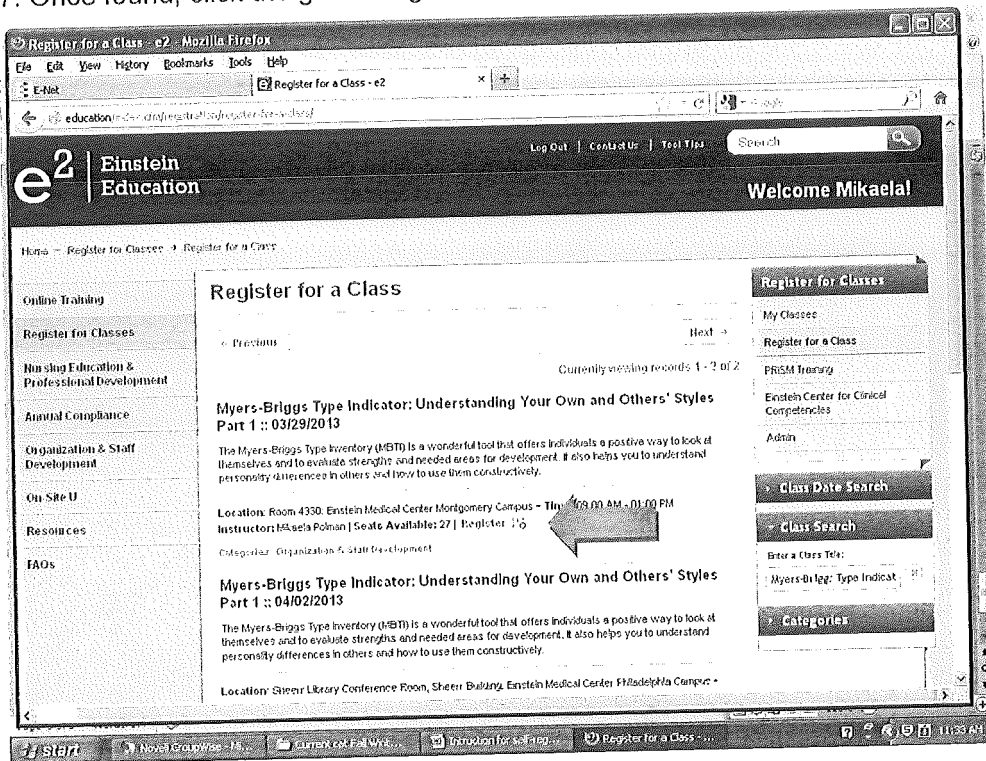 7. Once found, click
Register for a Class - e2 - Mozilla Firefox
File Edit View History Bookmarks Tools Help
E-Net
Register for a Class - e2
education
Log Out | Contact Us | Tool Tips
Search
e2 | Einstein Education
Welcome Mikaela!
Home → Register for Classes → Register for a Class
Online Training
Register for Classes
Nursing Education &
Professional Development
Annual Compliance
Organization & Staff
Development
On-Site U
Resources
FAQs
Register for a Class
← Previous
Next →
Currently viewing records 1 - 2 of 2
Myers-Briggs Type Indicator: Understanding Your Own and Others' Styles
Part 1 :: 03/29/2013
The Myers-Briggs Type Inventory (MBTI) is a wonderful tool that offers individuals a positive way to look at
themselves and to evaluate strengths and needed areas for development. It also helps you to understand
personality differences in others and how to use them constructively.
Location: Room 4330: Einstein Medical Center Montgomery Campus - 09:00 AM - 01:00 PM
Instructor: Mikaela Polman | Seats Available: 27 | Register
Categories: Organization & Staff Development
Myers-Briggs Type Indicator: Understanding Your Own and Others' Styles
Part 1 :: 04/02/2013
The Myers-Briggs Type Inventory (MBTI) is a wonderful tool that offers individuals a positive way to look at
themselves and to evaluate strengths and needed areas for development. It also helps you to understand
personality differences in others and how to use them constructively.
Location: Sheerr Library Conference Room, Sheerr Building, Einstein Medical Center Philadelphia Campus -
Register for Classes
My Classes
Register for a Class
PRISM Training
Einstein Center for Clinical
Competencies
Admin
Class Date Search
Class Search
Enter a Class Title:
Myers-Briggs Type Indicat
Categories
Start
Novell GroupWise -
Current cat Fall Wint...
Register for a Class - ...
11:33 AM